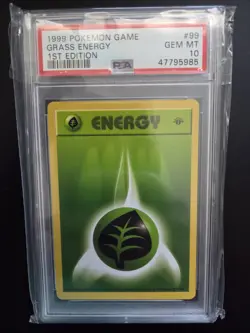 1999 POKEMON GAME #99
GRASS ENERGY GEM MT
1ST EDITION 10
PSA 47795985
ENERGY